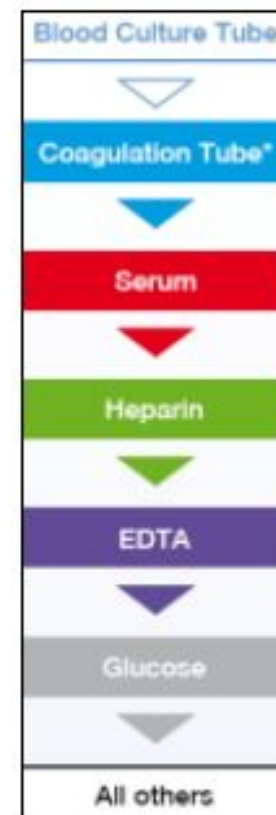 Blood Culture Tube
Coagulation Tube*
Serum
Heparin
EDTA
Glucose
All others